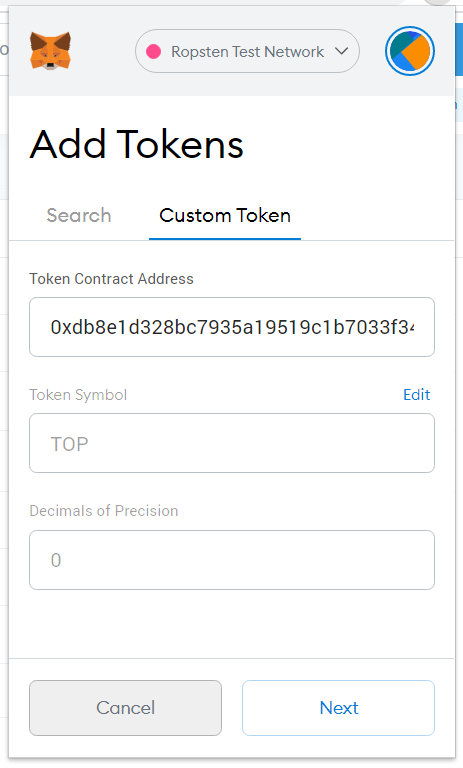 Ropsten Test Network
Add Tokens
Search
Custom Token
Token Contract Address
0xdb8e1d328bc7935a19519c1b7033f34
Token Symbol
Edit
TOP
Decimals of Precision
0
Cancel
Next